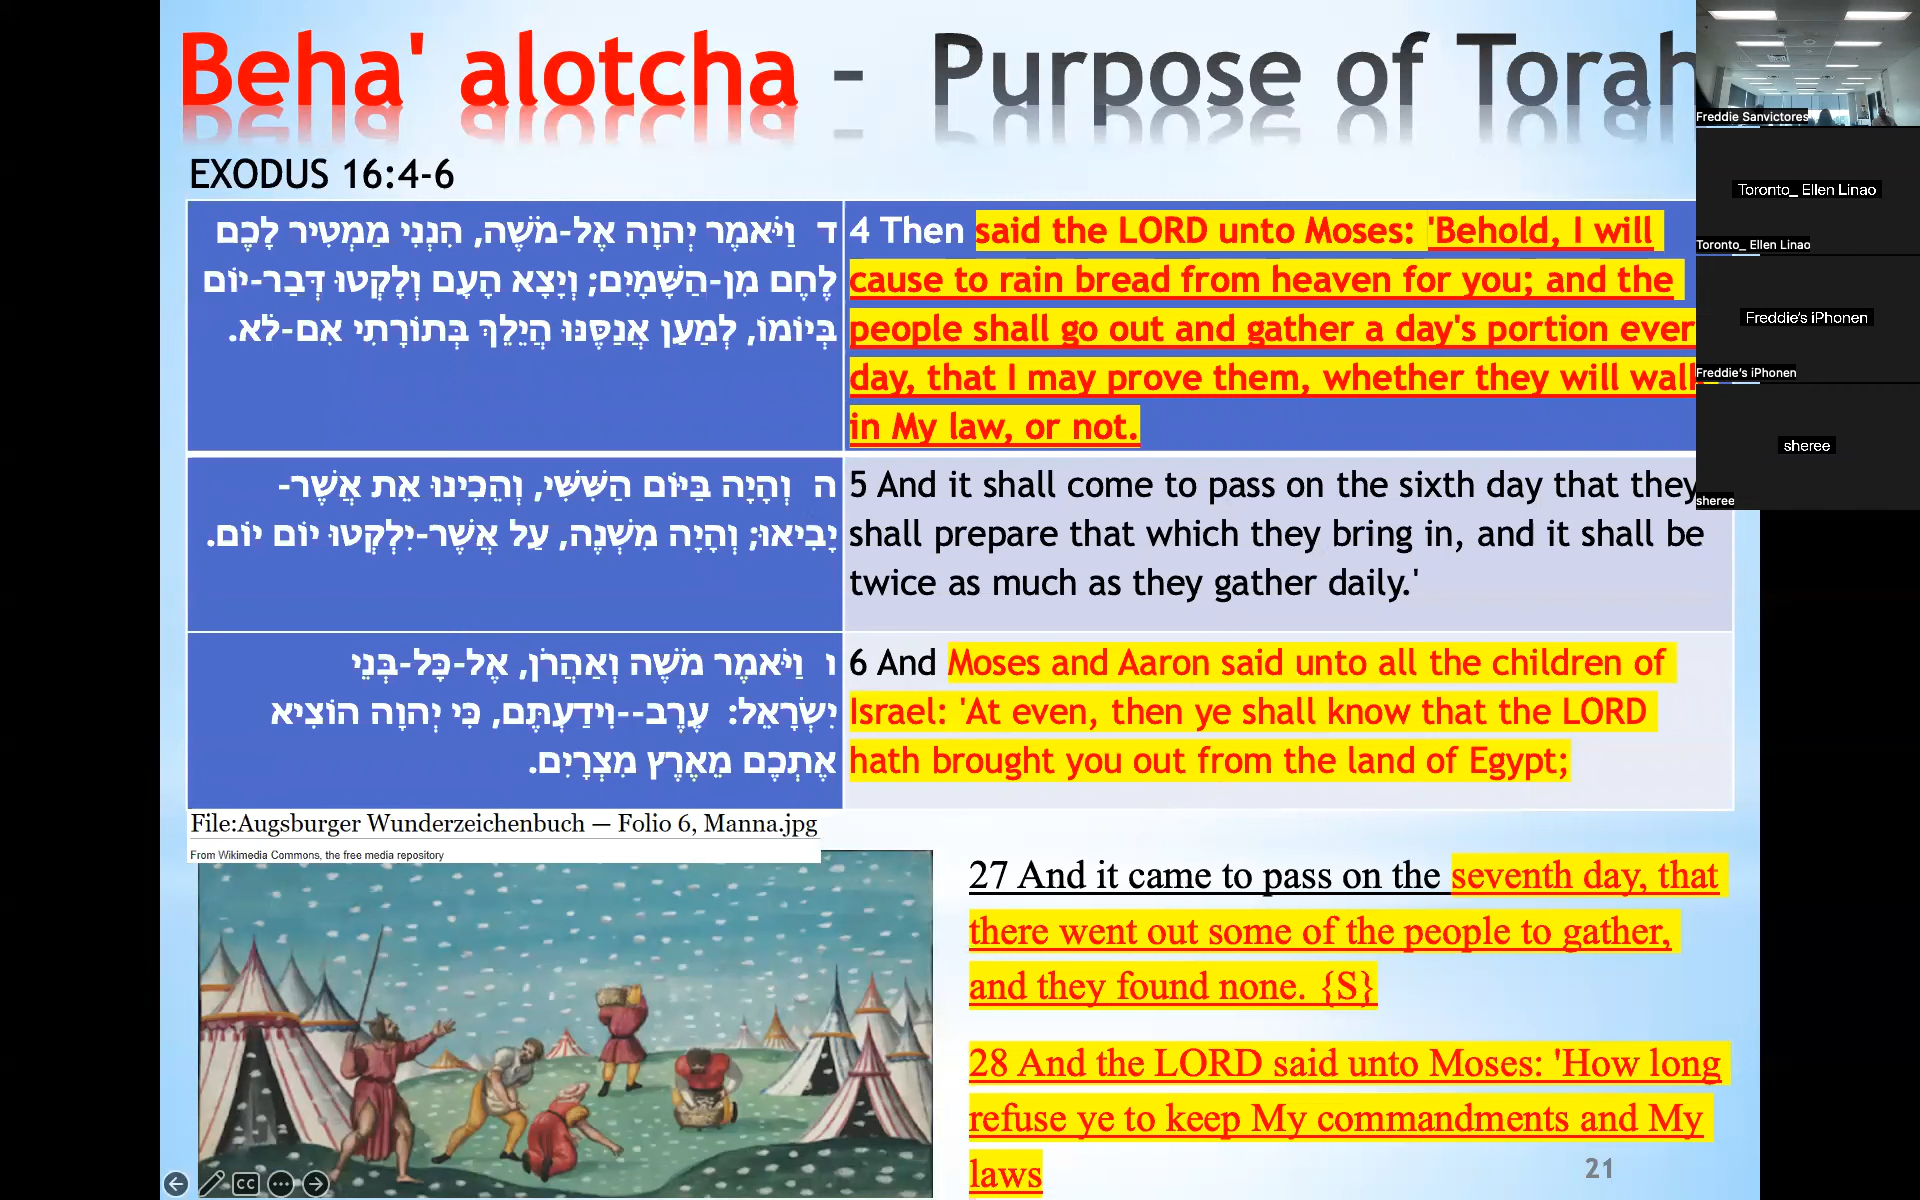 Beha' alotcha - Purpose of Torah
EXODUS 16:4-6
ד וַיֹּאמֶר יְהוָה אֶל-מֹשֶׁה, הִנְנִי מַמְטִיר לָכֶם
לֶחֶם מִן-הַשָּׁמָיִם; וְיָצָא הָעָם וְלָקְטוּ דְּבַר-יוֹם
בְּיוֹמוֹ, לְמַעַן אֲנַסֶּנּוּ הֲיֵלֵךְ בְּתוֹרָתִי אִם-לֹא.
4 Then said the LORD unto Moses: 'Behold, I will
cause to rain bread from heaven for you; and the
people shall go out and gather a day's portion ever
day, that I may prove them, whether they will wal
in My law, or not.
ה וְהָיָה בַּיּוֹם הַשִּׁשִּׁי, וְהֵכִינוּ אֵת אֲשֶׁר-
יָבִיאוּ; וְהָיָה מִשְׁנֶה, עַל אֲשֶׁר-יִלְקְטוּ יוֹם יוֹם.
5 And it shall come to pass on the sixth day that they
shall prepare that which they bring in, and it shall be
twice as much as they gather daily.'
ו וַיֹּאמֶר מֹשֶׁה וְאַהֲרֹן, אֶל-כָּל-בְּנֵי
יִשְׂרָאֵל: עֶרֶב--וִידַעְתֶּם, כִּי יְהוָה הוֹצִיא
אֶתְכֶם מֵאֶרֶץ מִצְרָיִם.
6 And Moses and Aaron said unto all the children of
Israel: 'At even, then ye shall know that the LORD
hath brought you out from the land of Egypt;
File:Augsburger Wunderzeichenbuch — Folio 6, Manna.jpg
From Wikimedia Commons, the free media repository
27 And it came to pass on the seventh day, that
there went out some of the people to gather,
and they found none. {S}
28 And the LORD said unto Moses: 'How long
refuse ye to keep My commandments and My
laws
21
CC
Freddie Sanvictores
Toronto_ Ellen Linao
Toronto_ Ellen Linao
Freddie's iPhonen
Freddie's iPhonen
sheree
sheree